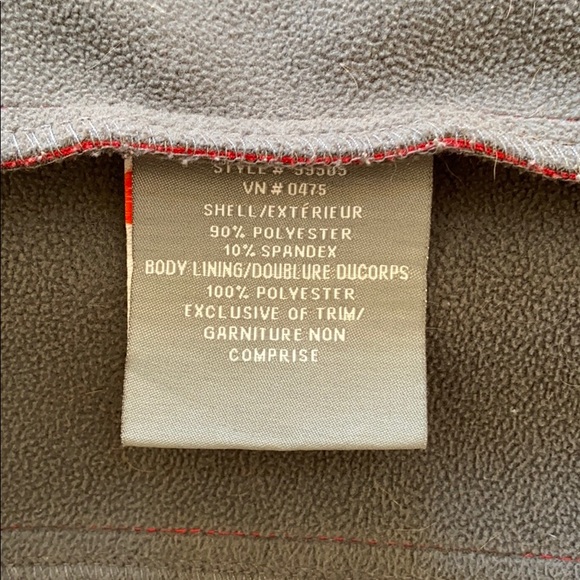 STYLE # 59585
VN # 0475
SHELL/EXTÉRIEUR
90% POLYESTER
10% SPANDEX
BODY LINING/DOUBLURE DUCORPS
100% POLYESTER
EXCLUSIVE OF TRIM/
GARNITURE NON
COMPRISE